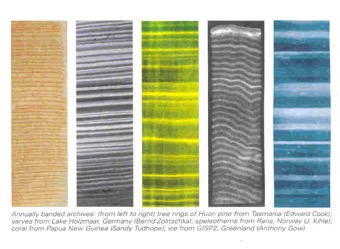 Annually banded archives: (from left to right) tree rings of Huon pine from Tasmania (Edward Cook);
varves from Lake Holzmaar, Germany (Bernd Zolitschka); speleothems from Rana, Norway (J. Kihle);
coral from Papua New Guinea (Sandy Tudhope); ice from GISP2, Greenland (Anthony Gow)